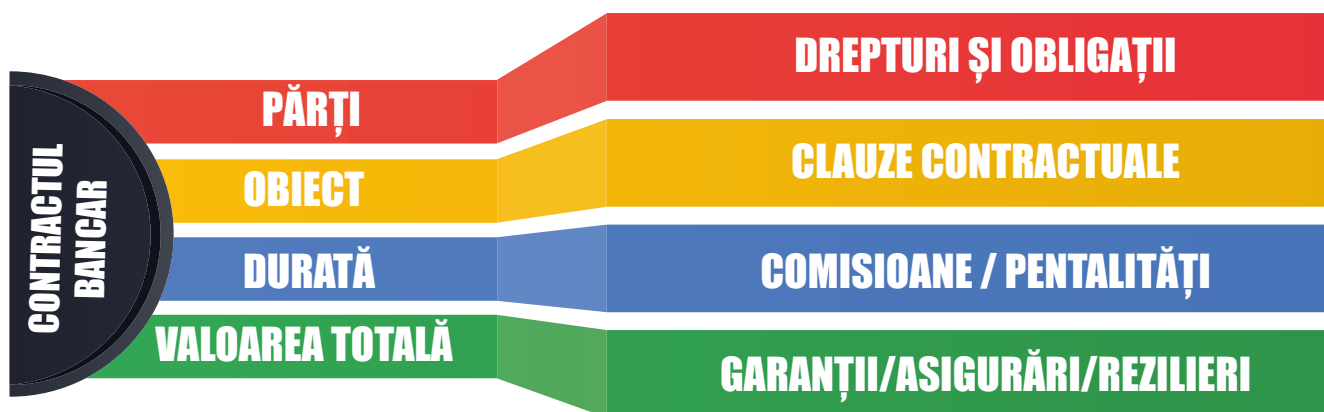 CONTRACTUL
BANCAR
PĂRȚI
DREPTURI ȘI OBLIGAȚII
OBIECT
CLAUZE CONTRACTUALE
DURATĂ
COMISIOANE / PENTALITĂȚI
VALOAREA TOTALĂ
GARANȚII/ASIGURĂRI/REZILIERI